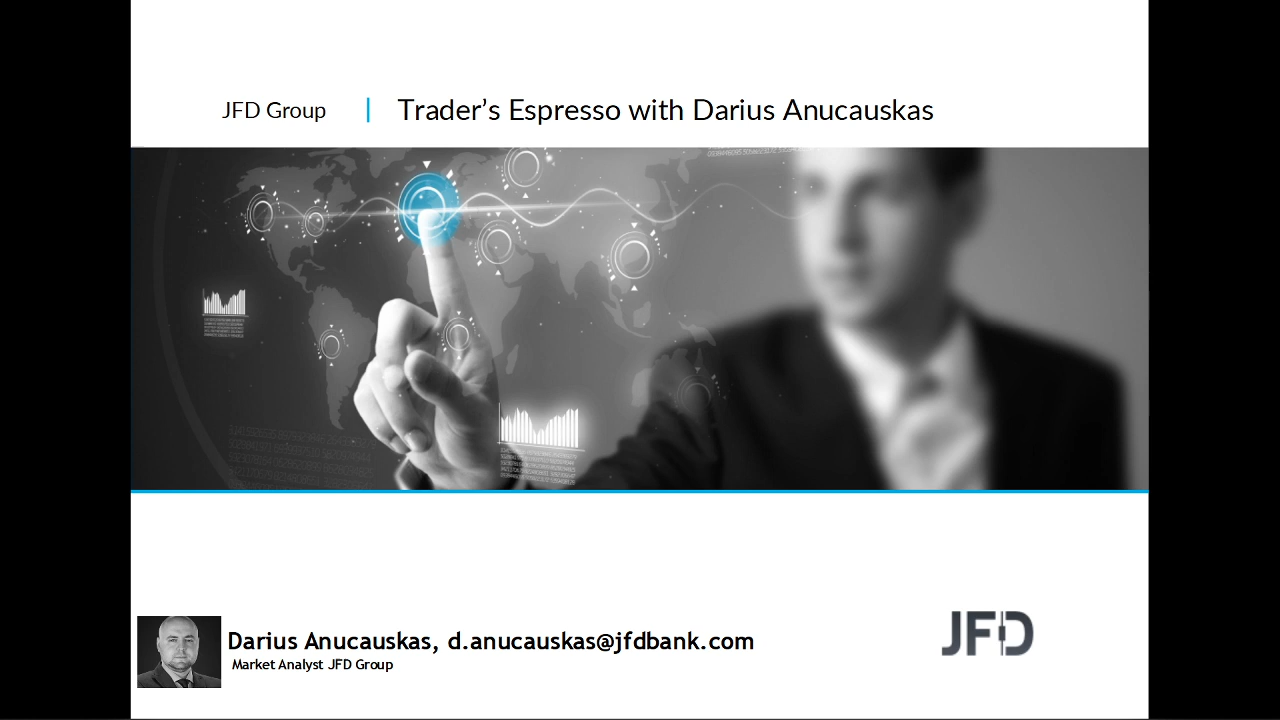 JFD Group | Trader's Espresso with Darius Anucauskas
Darius Anucauskas, d.anucauskas@jfdbank.com
Market Analyst JFD Group
JFD